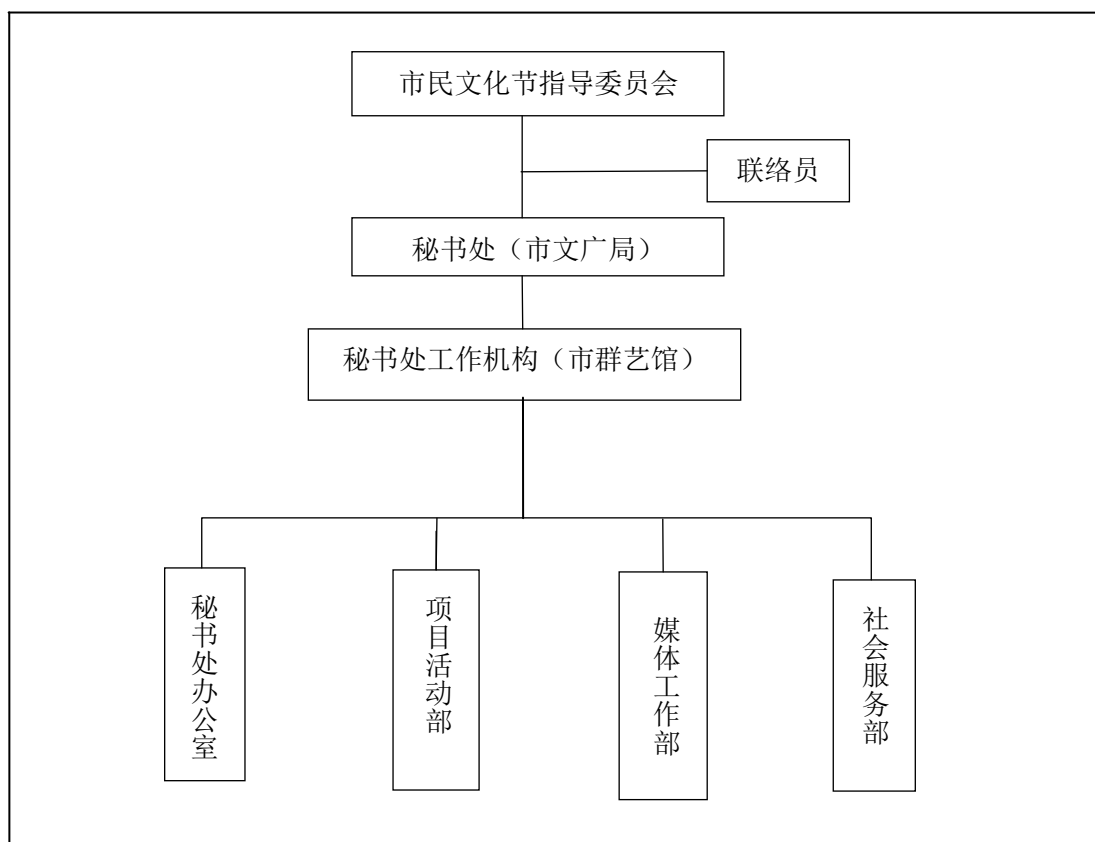 市民文化节指导委员会
联络员
秘书处（市文广局）
秘书处工作机构（市群艺馆）
秘书处办公室
项目活动部
媒体工作部
社会服务部